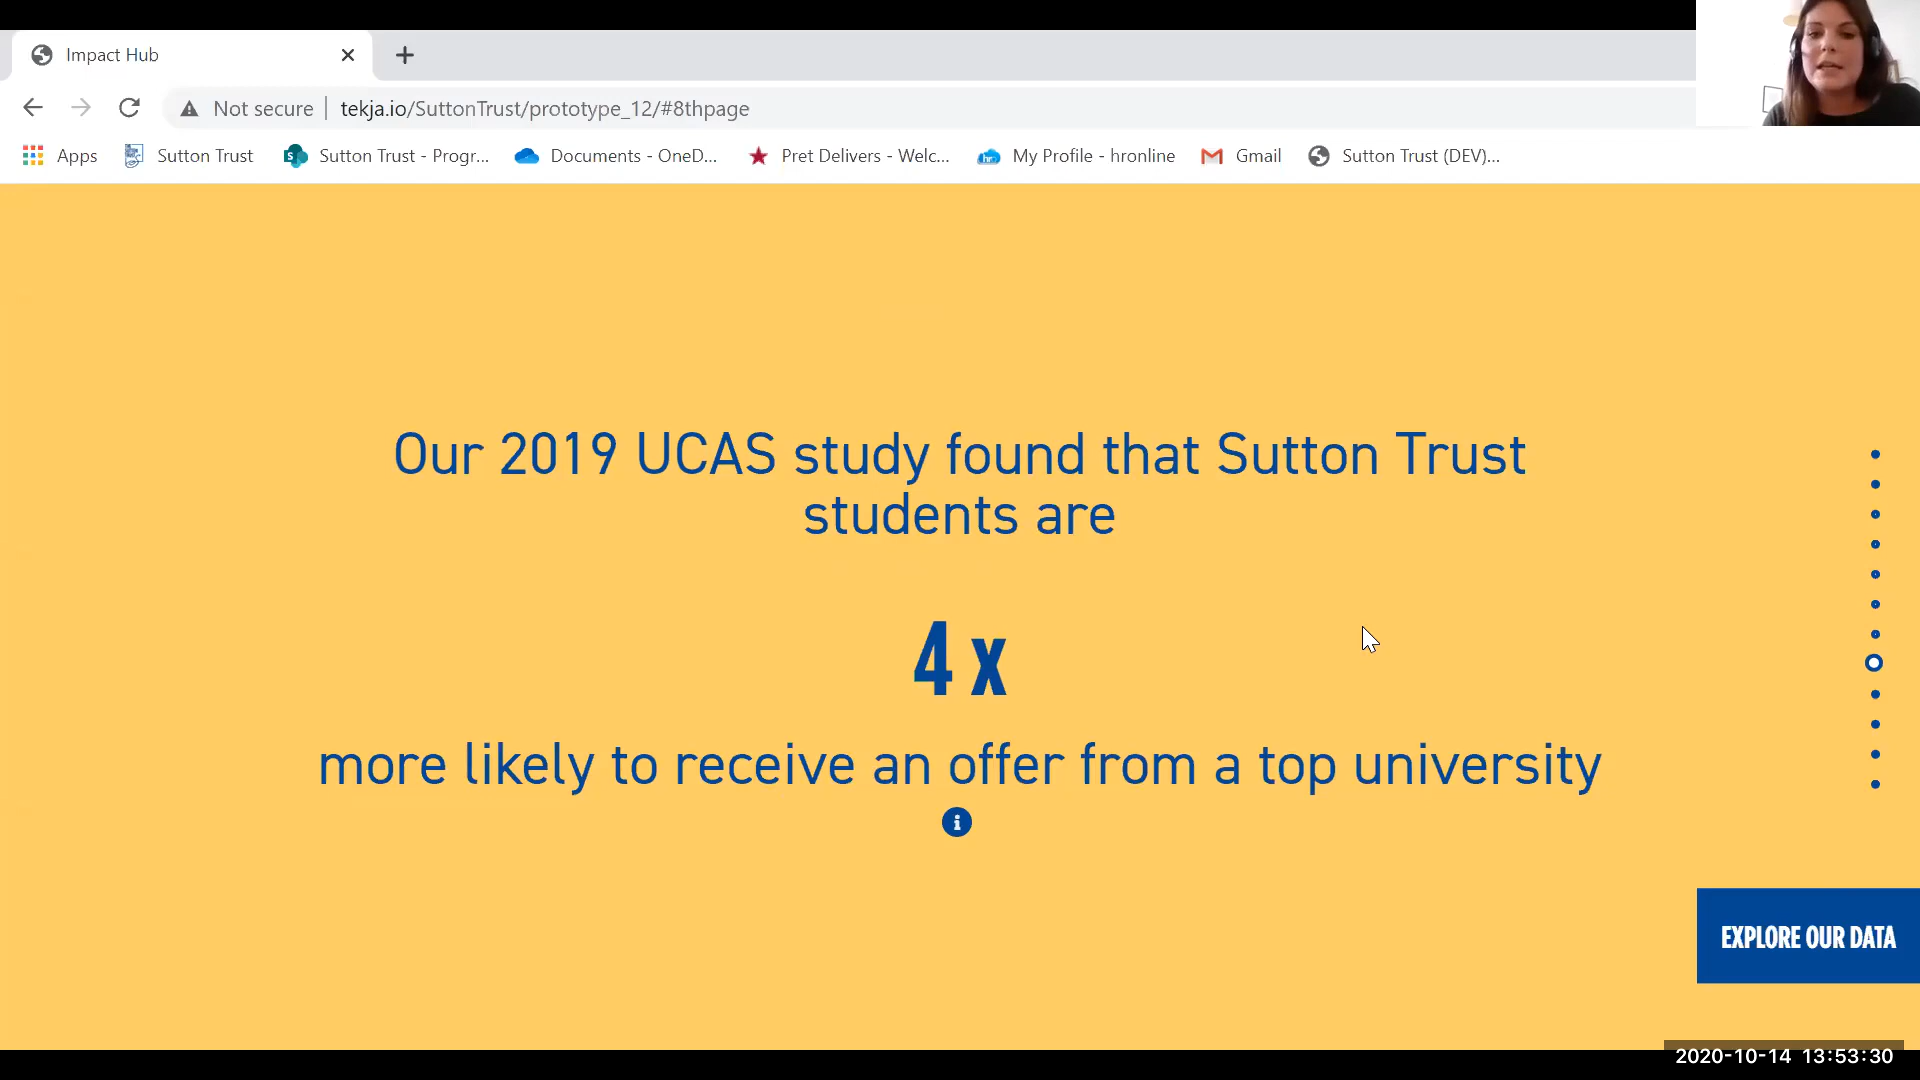 Impact Hub
Not secure | tekja.io/SuttonTrust/prototype_12/#8thpage
Apps Sutton Trust Sutton Trust - Progr... Documents - OneD... Pret Delivers - Welc... My Profile - hronline Gmail Sutton Trust (DEV)...
Our 2019 UCAS study found that Sutton Trust
students are
4 x
more likely to receive an offer from a top university
EXPLORE OUR DATA
2020-10-14 13:53:30